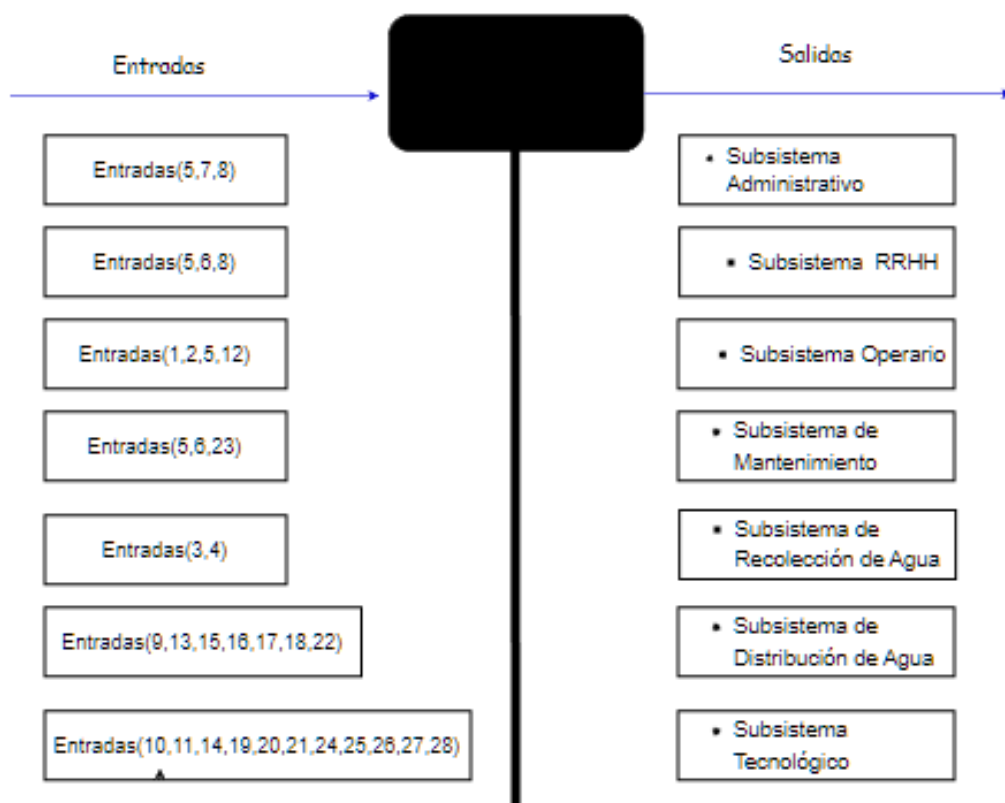 Entradas
Salidas
Entradas(5,7,8)
• Subsistema
Administrativo
Entradas(5,6,8)
▪ Subsistema RRHH
Entradas(1,2,5,12)
• Subsistema Operario
Entradas(5,6,23)
• Subsistema de
Mantenimiento
Entradas(3,4)
▪ Subsistema de
Recolección de Agua
Entradas(9,13,15,16,17,18,22)
• Subsistema de
Distribución de Agua
Entradas(10,11,14,19,20,21,24,25,26,27,28)
• Subsistema
Tecnológico